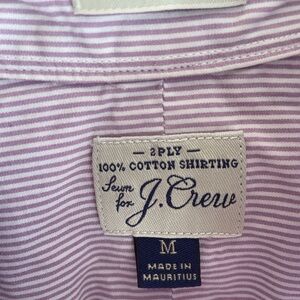 — 2PLY —
100% COTTON SHIRTING
Sewn for J.Crew
M
MADE IN
MAURITIUS